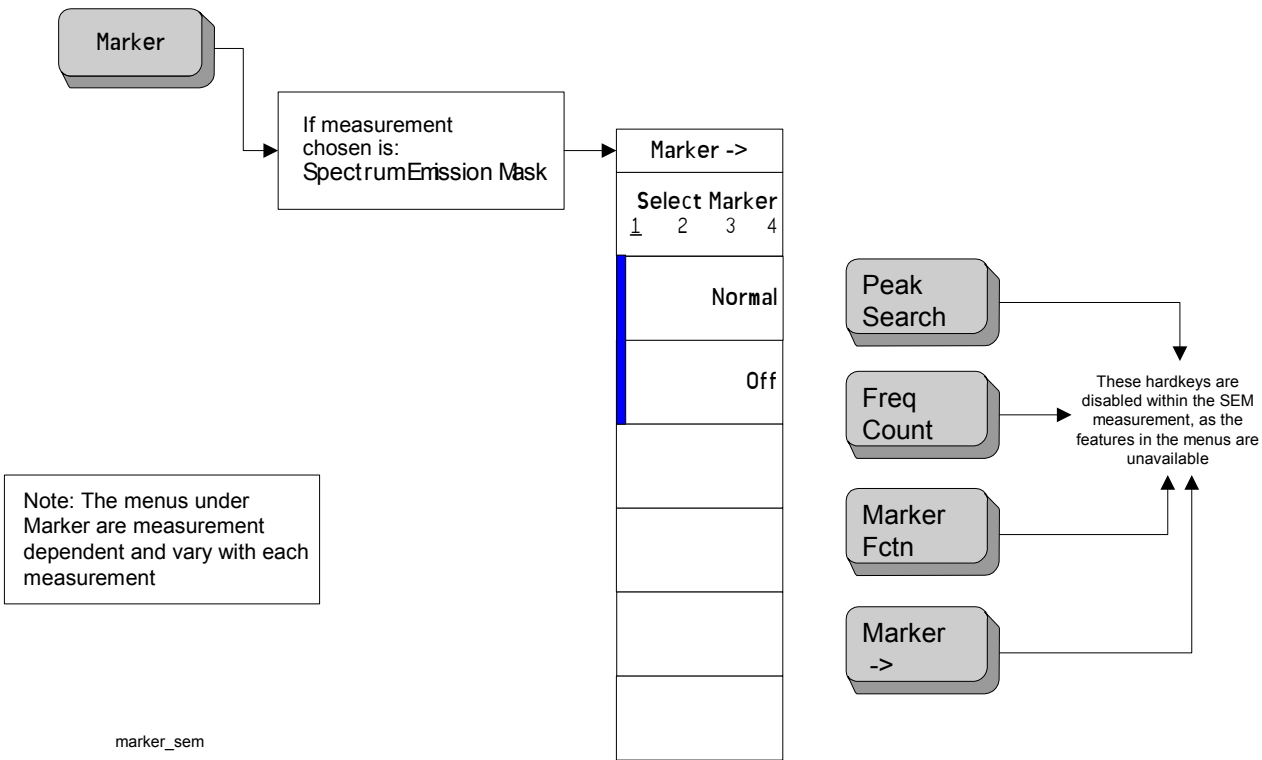 Marker
If measurement
chosen is:
Spectrum Emission Mask
Marker ->
Select Marker
1 2 3 4
Normal
Off
Peak
Search
Freq
Count
Marker
Fctn
Marker
->
These hardkeys are
disabled within the SEM
measurement, as the
features in the menus are
unavailable
Note: The menus under
Marker are measurement
dependent and vary with each
measurement
marker_sem